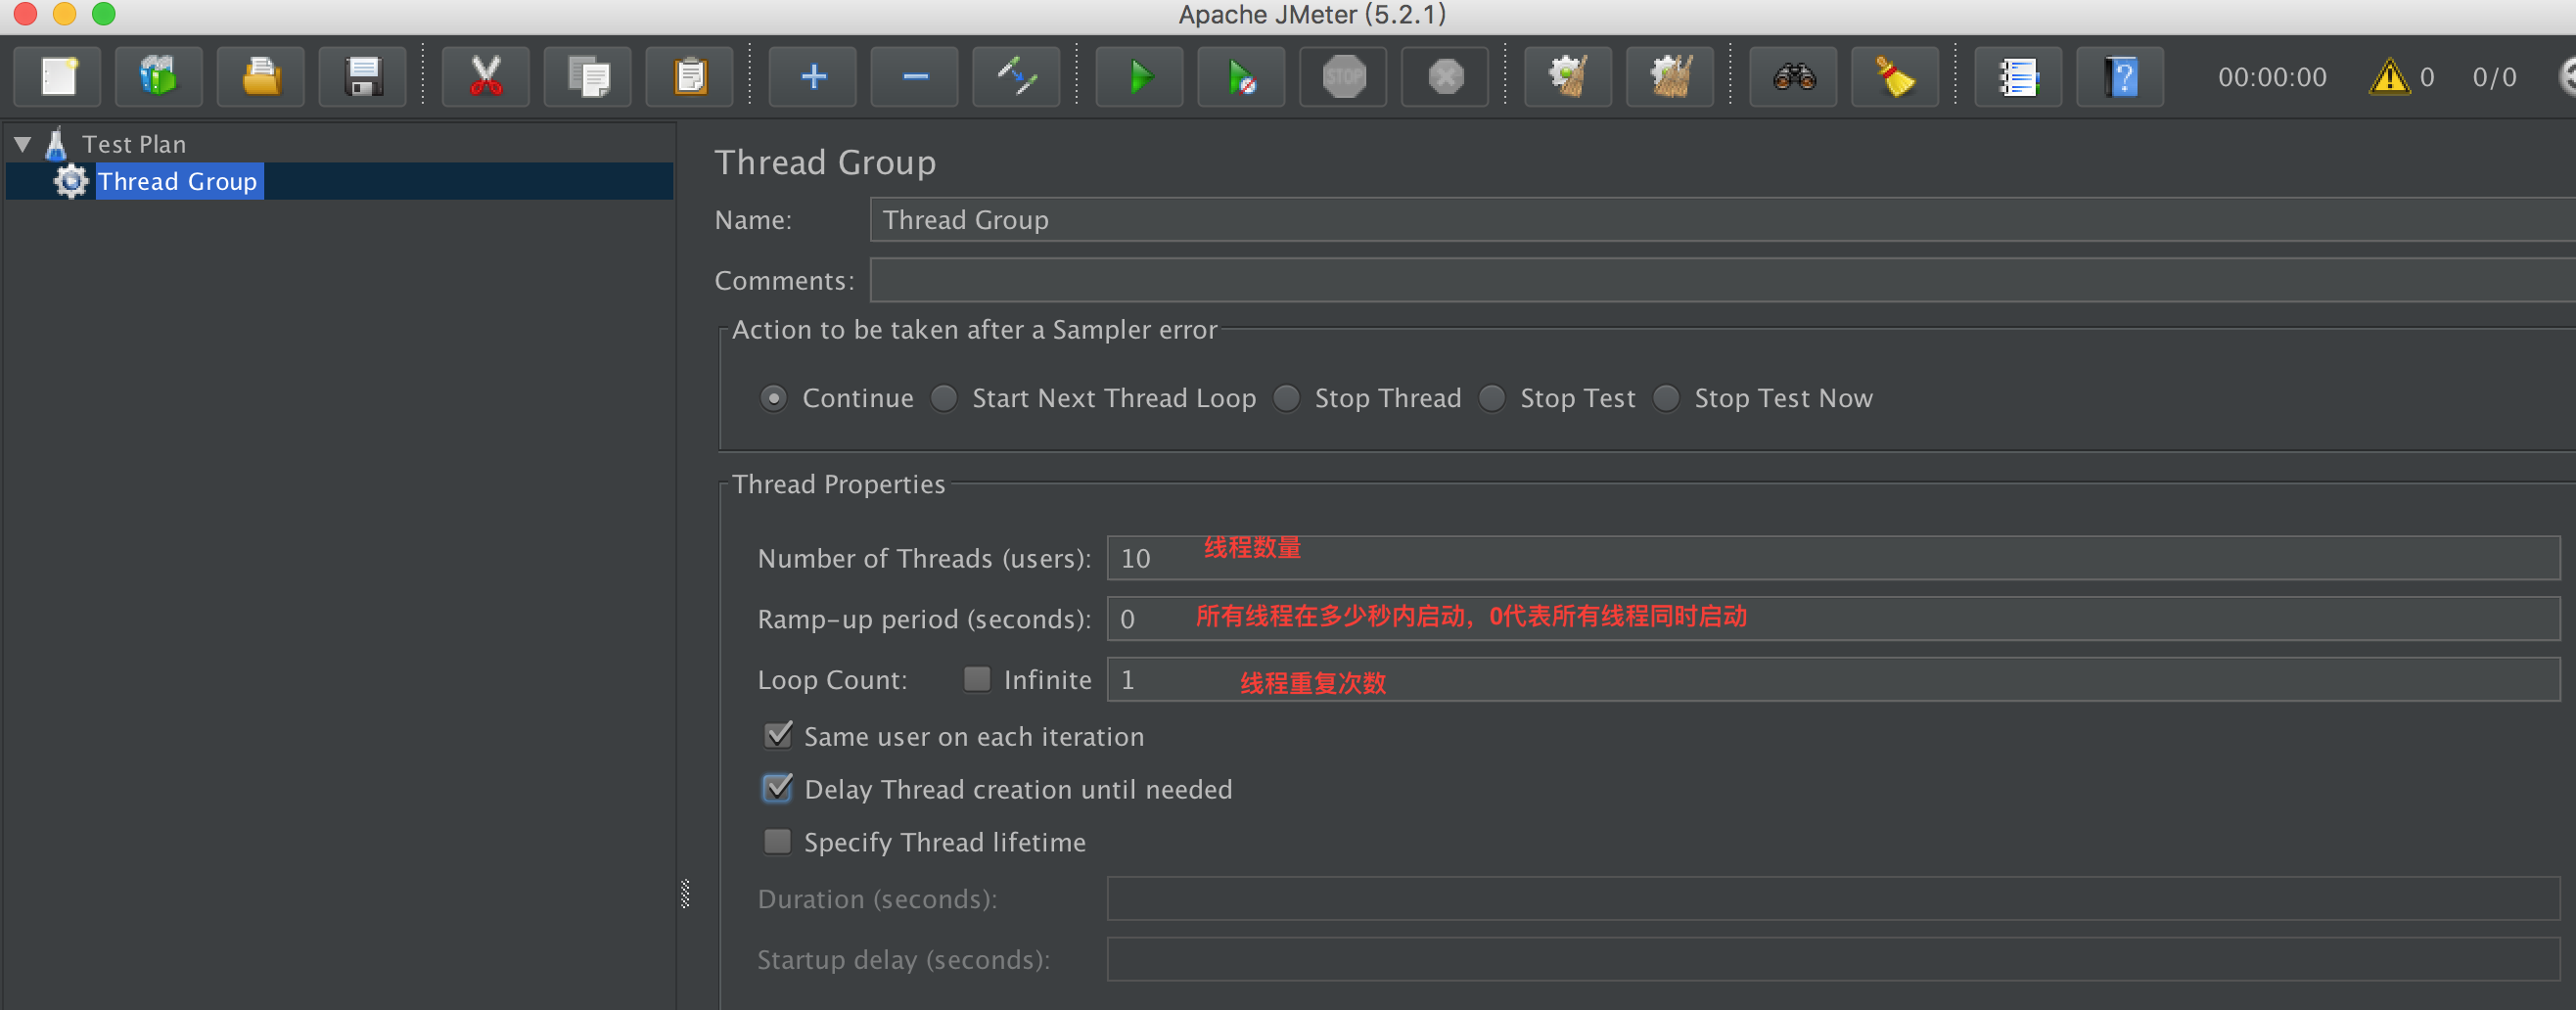 Apache JMeter (5.2.1)
STOP
00:00:00 0 0/0
Test Plan
Thread Group
Thread Group
Name: Thread Group
Comments:
Action to be taken after a Sampler error
Continue Start Next Thread Loop Stop Thread Stop Test Stop Test Now
Thread Properties
Number of Threads (users): 10 线程数量
Ramp-up period (seconds): 0 所有线程在多少秒内启动，0代表所有线程同时启动
Loop Count: Infinite 1 线程重复次数
Same user on each iteration
Delay Thread creation until needed
Specify Thread lifetime
Duration (seconds):
Startup delay (seconds):